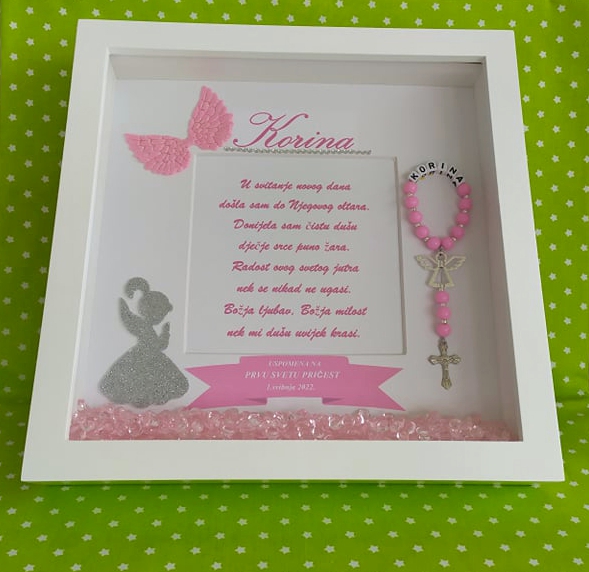 Korina
U svitanje novog dana
došla sam do Njegovog oltara.
Donijela sam čistu dušu
dječje srce puno žara.
Radost ovog svetog jutra
nek se nikad ne ugasi.
Božja ljubav, Božja milost
nek mi dušu uvijek krasi.
KORINA
USPOMENA NA
PRVU SVETU PRIČEST
2022.